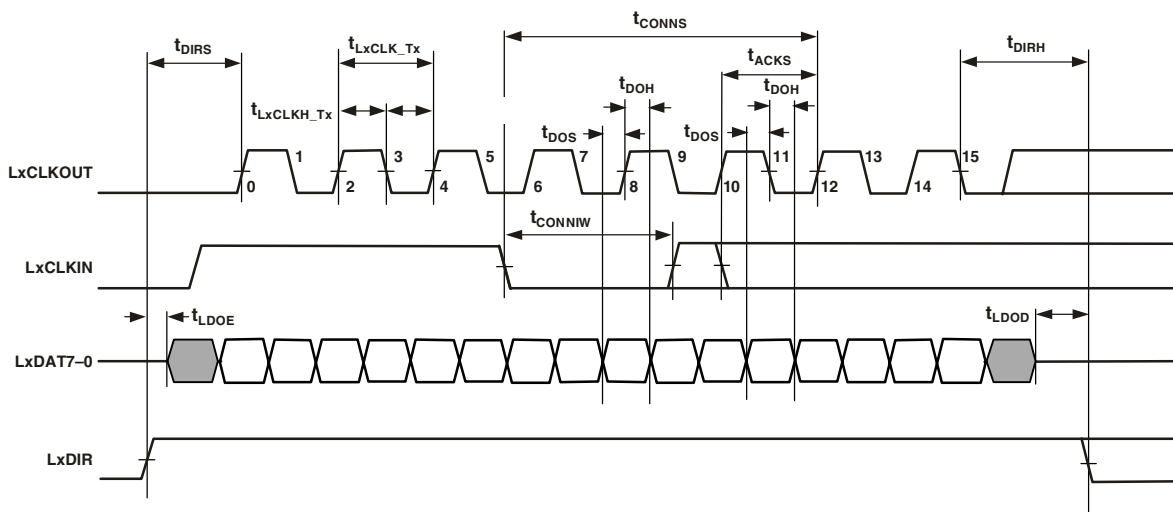 tCONNS
tDIRS
tLxCLK_Tx
tDIRH
tACKS
tDOH
tDOH
tLxCLKH_Tx
tDOS
tDOS
LxCLKOUT
1 3 5 7 9 11 13 15
0 2 4 6 8 10 12 14
tCONNIW
LxCLKIN
tLDOE
tLDOD
LxDAT7–0
LxDIR